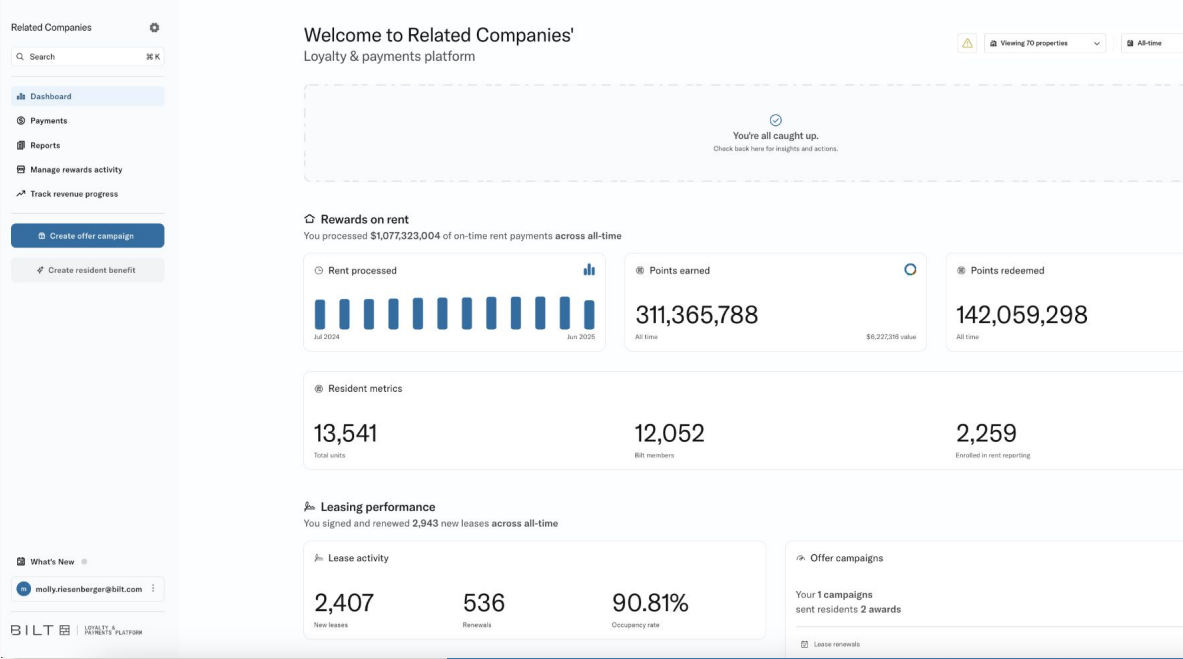 Related Companies
Search ⌘ K
Dashboard
Payments
Reports
Manage rewards activity
Track revenue progress
Create offer campaign
Create resident benefit
What's New
m molly.riesenberger@bilt.com
BILT LOYALTY & PAYMENTS PLATFORM
Welcome to Related Companies'
Loyalty & payments platform
Viewing 70 properties
All-time
You're all caught up.
Check back here for insights and actions.
Rewards on rent
You processed $1,077,323,004 of on-time rent payments across all-time
Rent processed
Jul 2024 Jun 2025
Points earned
311,365,788
All time $6,227,316 value
Points redeemed
142,059,298
All time
Resident metrics
13,541 12,052 2,259
Total units Bilt members Enrolled in rent reporting
Leasing performance
You signed and renewed 2,943 new leases across all-time
Lease activity
2,407 536 90.81%
New leases Renewals Occupancy rate
Offer campaigns
Your 1 campaigns
sent residents 2 awards
Lease renewals